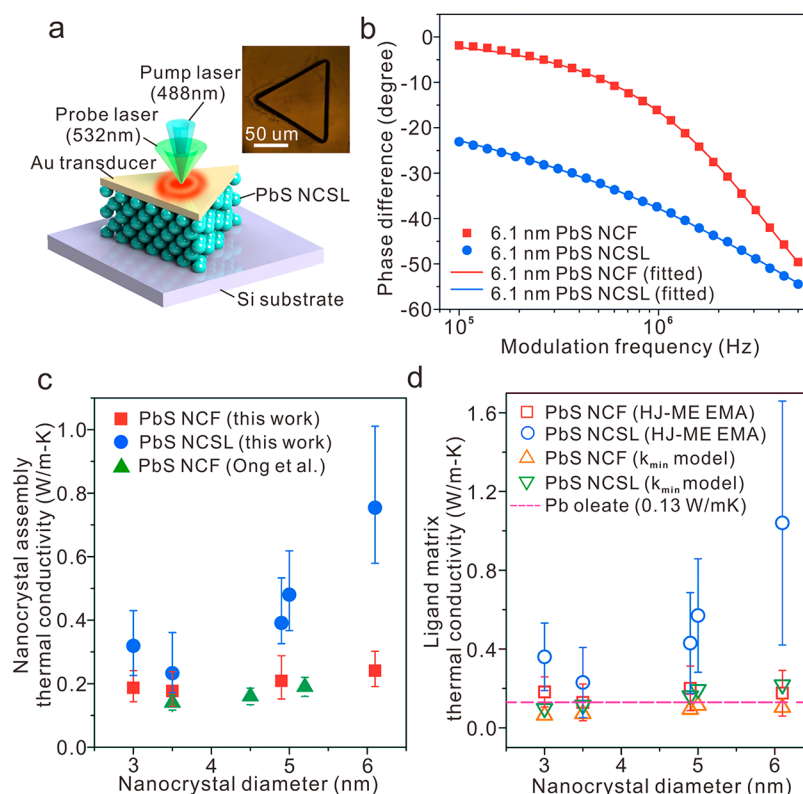 a
Pump laser
(488nm)
Probe laser
(532nm)
Au transducer
50 um
PbS NCSL
Si substrate
b
Phase difference (degree)
0
-10
-20
-30
-40
-50
-60
6.1 nm PbS NCF
6.1 nm PbS NCSL
6.1 nm PbS NCF (fitted)
6.1 nm PbS NCSL (fitted)
10⁵
10⁶
Modulation frequency (Hz)
c
Nanocrystal assembly
thermal conductivity (W/m-K)
1.0
0.8
0.6
0.4
0.2
0.0
PbS NCF (this work)
PbS NCSL (this work)
PbS NCF (Ong et al.)
3 4 5 6
Nanocrystal diameter (nm)
d
Ligand matrix
thermal conductivity (W/m-K)
1.6
1.2
0.8
0.4
0.0
PbS NCF (HJ-ME EMA)
PbS NCSL (HJ-ME EMA)
PbS NCF (kmin model)
PbS NCSL (kmin model)
Pb oleate (0.13 W/mK)
3 4 5 6
Nanocrystal diameter (nm)